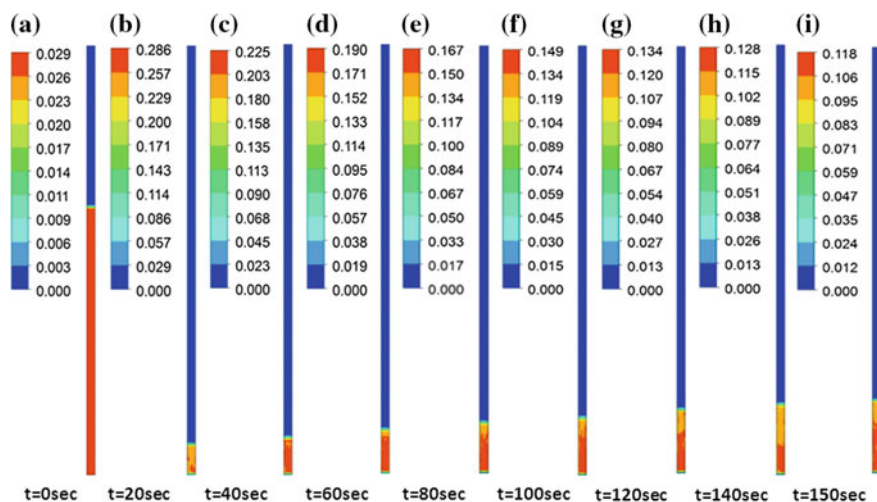 (a) (b) (c) (d) (e) (f) (g) (h) (i)
0.029 0.286 0.225 0.190 0.167 0.149 0.134 0.128 0.118
0.026 0.257 0.203 0.171 0.150 0.134 0.120 0.115 0.106
0.023 0.229 0.180 0.152 0.134 0.119 0.107 0.102 0.095
0.020 0.200 0.158 0.133 0.117 0.104 0.094 0.089 0.083
0.017 0.171 0.135 0.114 0.100 0.089 0.080 0.077 0.071
0.014 0.143 0.113 0.095 0.084 0.074 0.067 0.064 0.059
0.011 0.114 0.090 0.076 0.067 0.059 0.054 0.051 0.047
0.009 0.086 0.068 0.057 0.050 0.045 0.040 0.038 0.035
0.006 0.057 0.045 0.038 0.033 0.030 0.027 0.026 0.024
0.003 0.029 0.023 0.019 0.017 0.015 0.013 0.013 0.012
0.000 0.000 0.000 0.000 0.000 0.000 0.000 0.000 0.000
t=0sec t=20sec t=40sec t=60sec t=80sec t=100sec t=120sec t=140sec t=150sec